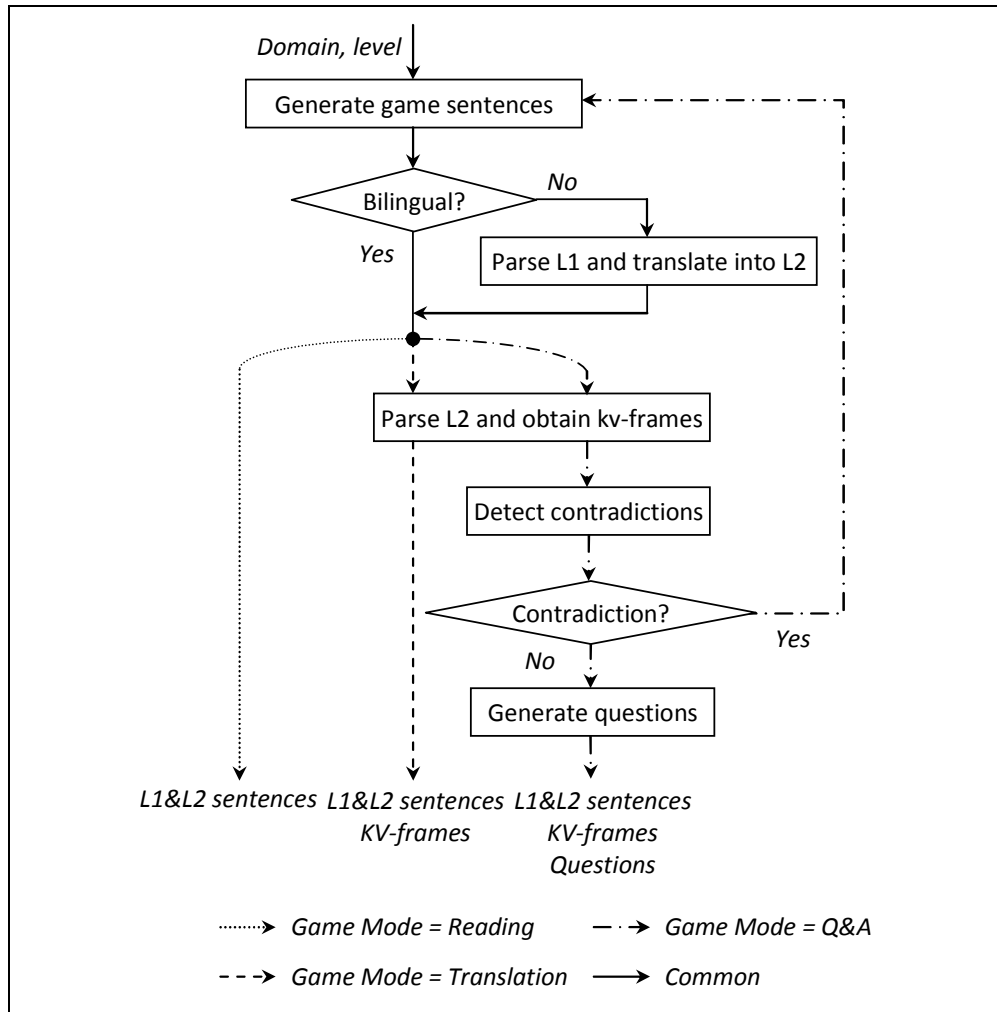 Domain, level
Generate game sentences
Bilingual?
No
Yes
Parse L1 and translate into L2
Parse L2 and obtain kv-frames
Detect contradictions
Contradiction?
Yes
No
Generate questions
L1&L2 sentences
L1&L2 sentences
KV-frames
L1&L2 sentences
KV-frames
Questions
Game Mode = Reading
Game Mode = Q&A
Game Mode = Translation
Common